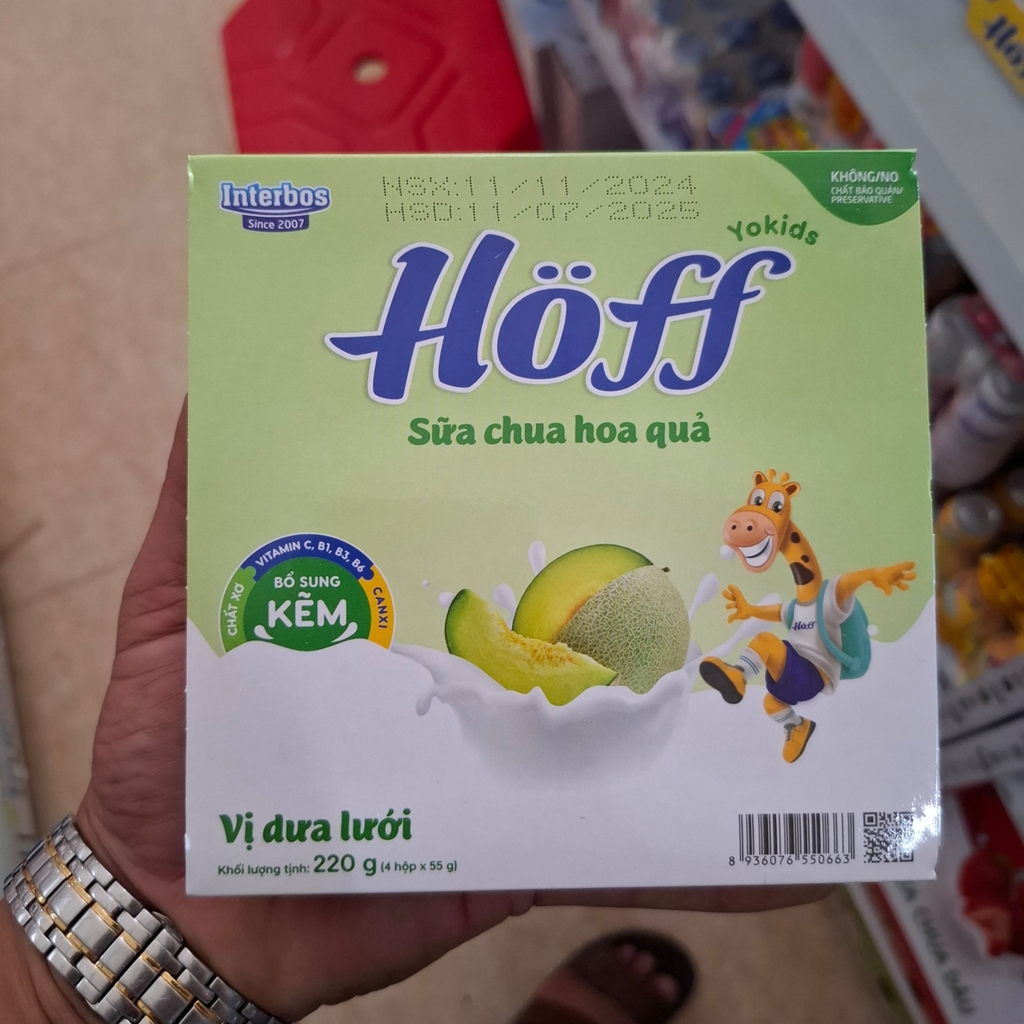 Interbos
Since 2007
NSX:11/11/2024
HSD:11/07/2025
KHÔNG/NO
CHẤT BẢO QUẢN/
PRESERVATIVE
Yokids
Höff
Sữa chua hoa quả
CHẤT XƠ
VITAMIN C, B1, B3, B6
CANXI
BỔ SUNG
KẼM
Höff
Vị dưa lưới
Khối lượng tịnh: 220 g (4 hộp x 55 g)
8 936076 550663